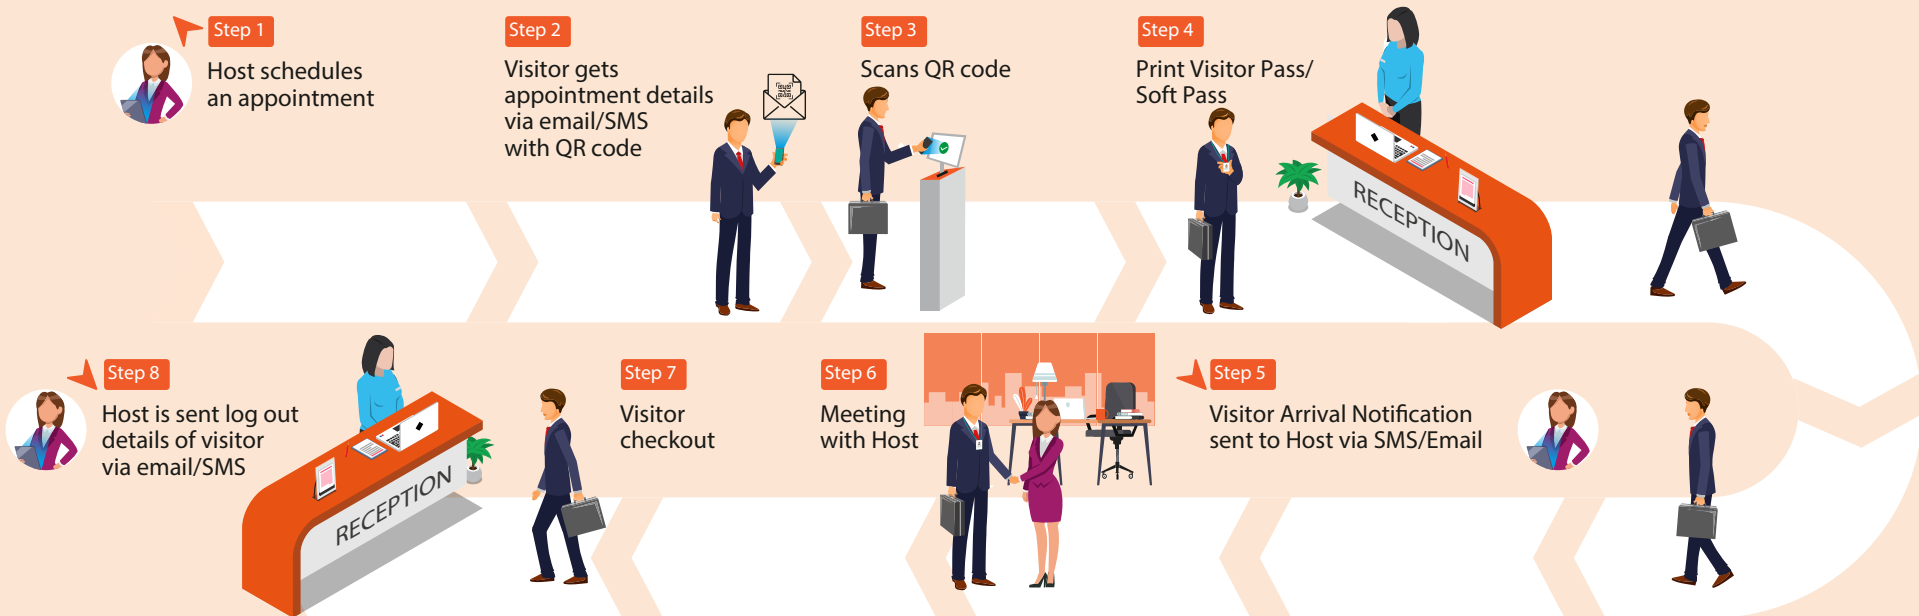 Step 1
Host schedules
an appointment
Step 2
Visitor gets
appointment details
via email/SMS
with QR code
Step 3
Scans QR code
Step 4
Print Visitor Pass/
Soft Pass
RECEPTION
Step 5
Visitor Arrival Notification
sent to Host via SMS/Email
Step 6
Meeting
with Host
Step 7
Visitor
checkout
Step 8
Host is sent log out
details of visitor
via email/SMS
RECEPTION